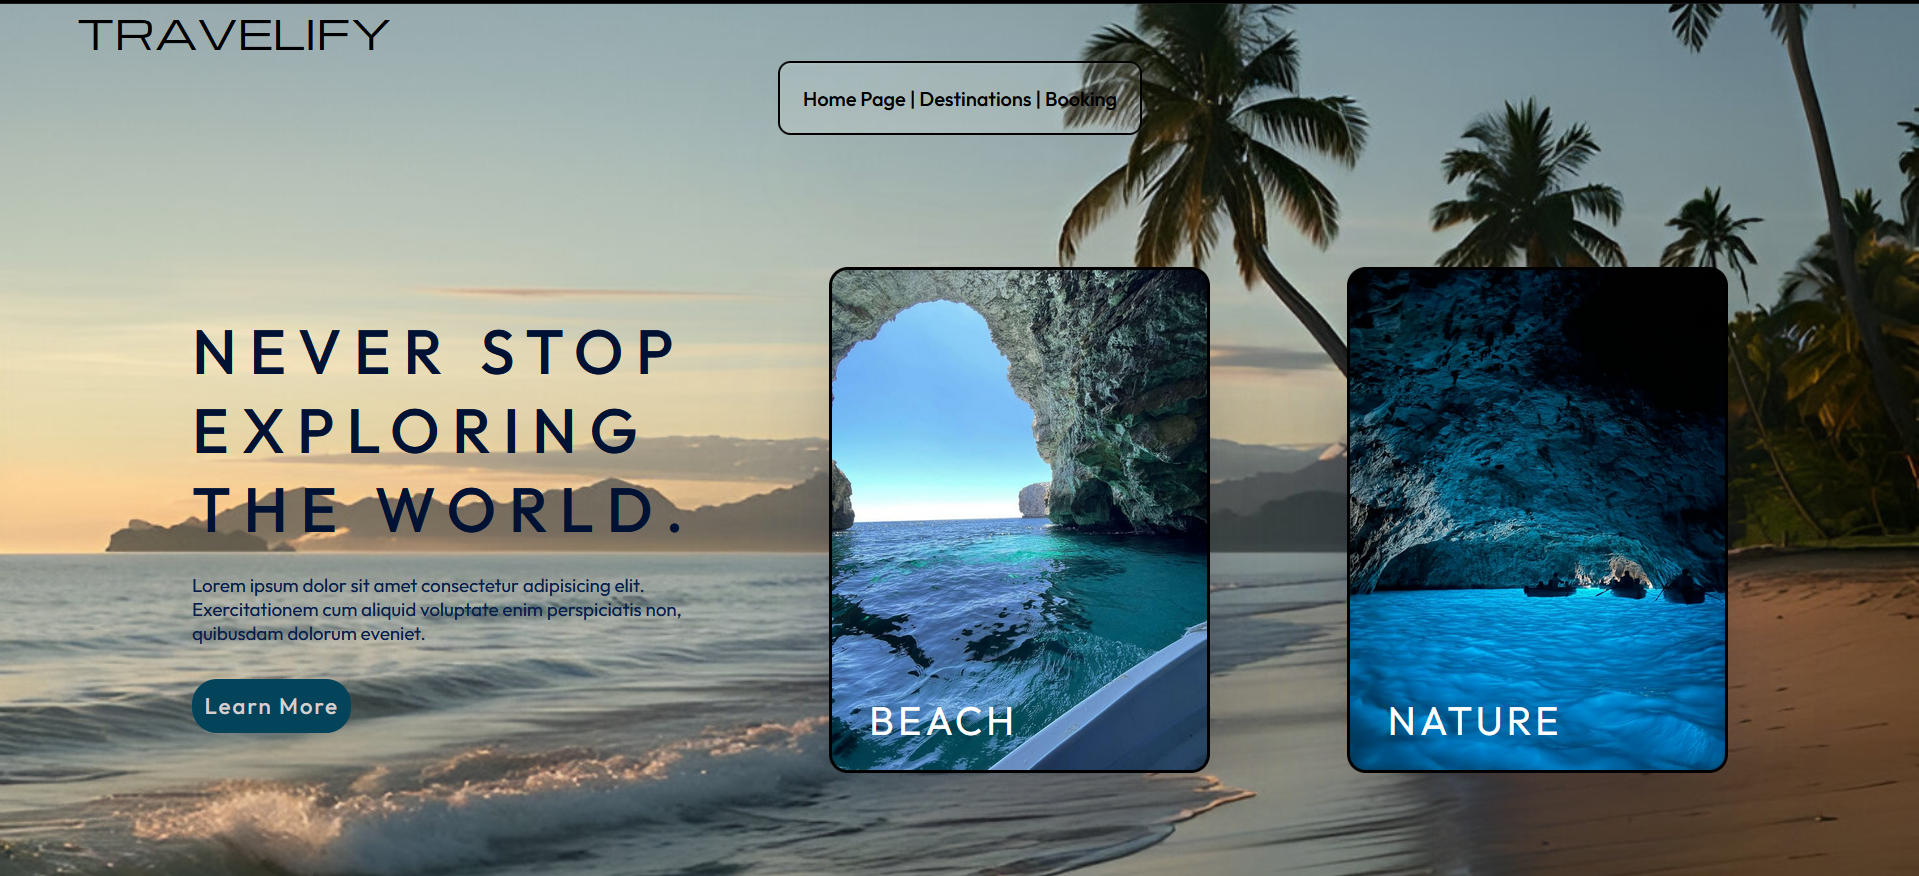 TRAVELIFY
Home Page | Destinations | Booking
NEVER STOP
EXPLORING
THE WORLD.
Lorem ipsum dolor sit amet consectetur adipisicing elit.
Exercitationem cum aliquid voluptate enim perspiciatis non,
quibusdam dolorum eveniet.
Learn More
BEACH
NATURE